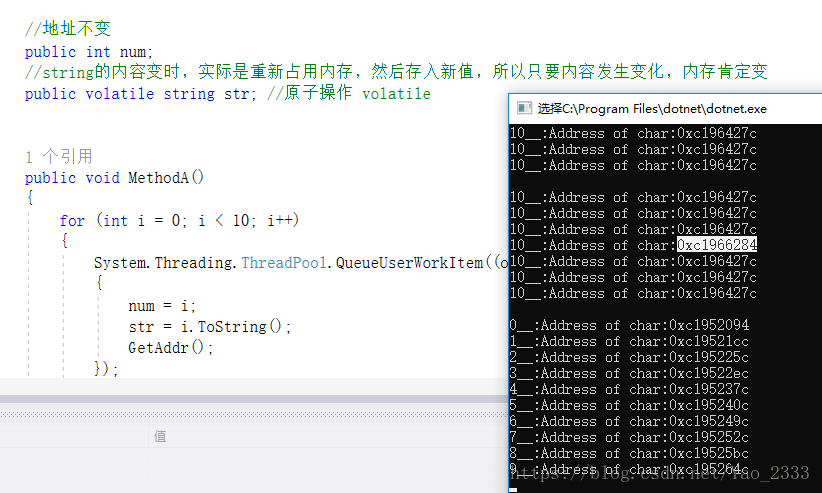 //地址不变
public int num;
//string的内容变时，实际是重新占用内存，然后存入新值，所以只要内容发生变化，内存肯定变
public volatile string str; //原子操作 volatile
1 个引用
public void MethodA()
{
for (int i = 0; i < 10; i++)
{
System.Threading.ThreadPool.QueueUserWorkItem((o
{
num = i;
str = i.ToString();
GetAddr();
});
值
选择C:\Program Files\dotnet\dotnet.exe
10__:Address of char:0xc196427c
10__:Address of char:0xc196427c
10__:Address of char:0xc196427c
10__:Address of char:0xc196427c
10__:Address of char:0xc196427c
10__:Address of char:0xc196427c
10__:Address of char:0xc1966284
10__:Address of char:0xc196427c
10__:Address of char:0xc196427c
10__:Address of char:0xc196427c
0__:Address of char:0xc1952094
1__:Address of char:0xc19521cc
2__:Address of char:0xc195225c
3__:Address of char:0xc19522ec
4__:Address of char:0xc195237c
5__:Address of char:0xc195240c
6__:Address of char:0xc195249c
7__:Address of char:0xc195252c
8__:Address of char:0xc19525bc
9__:Address of char:0xc195264c
https://blog.csdn.net/Yao_2333